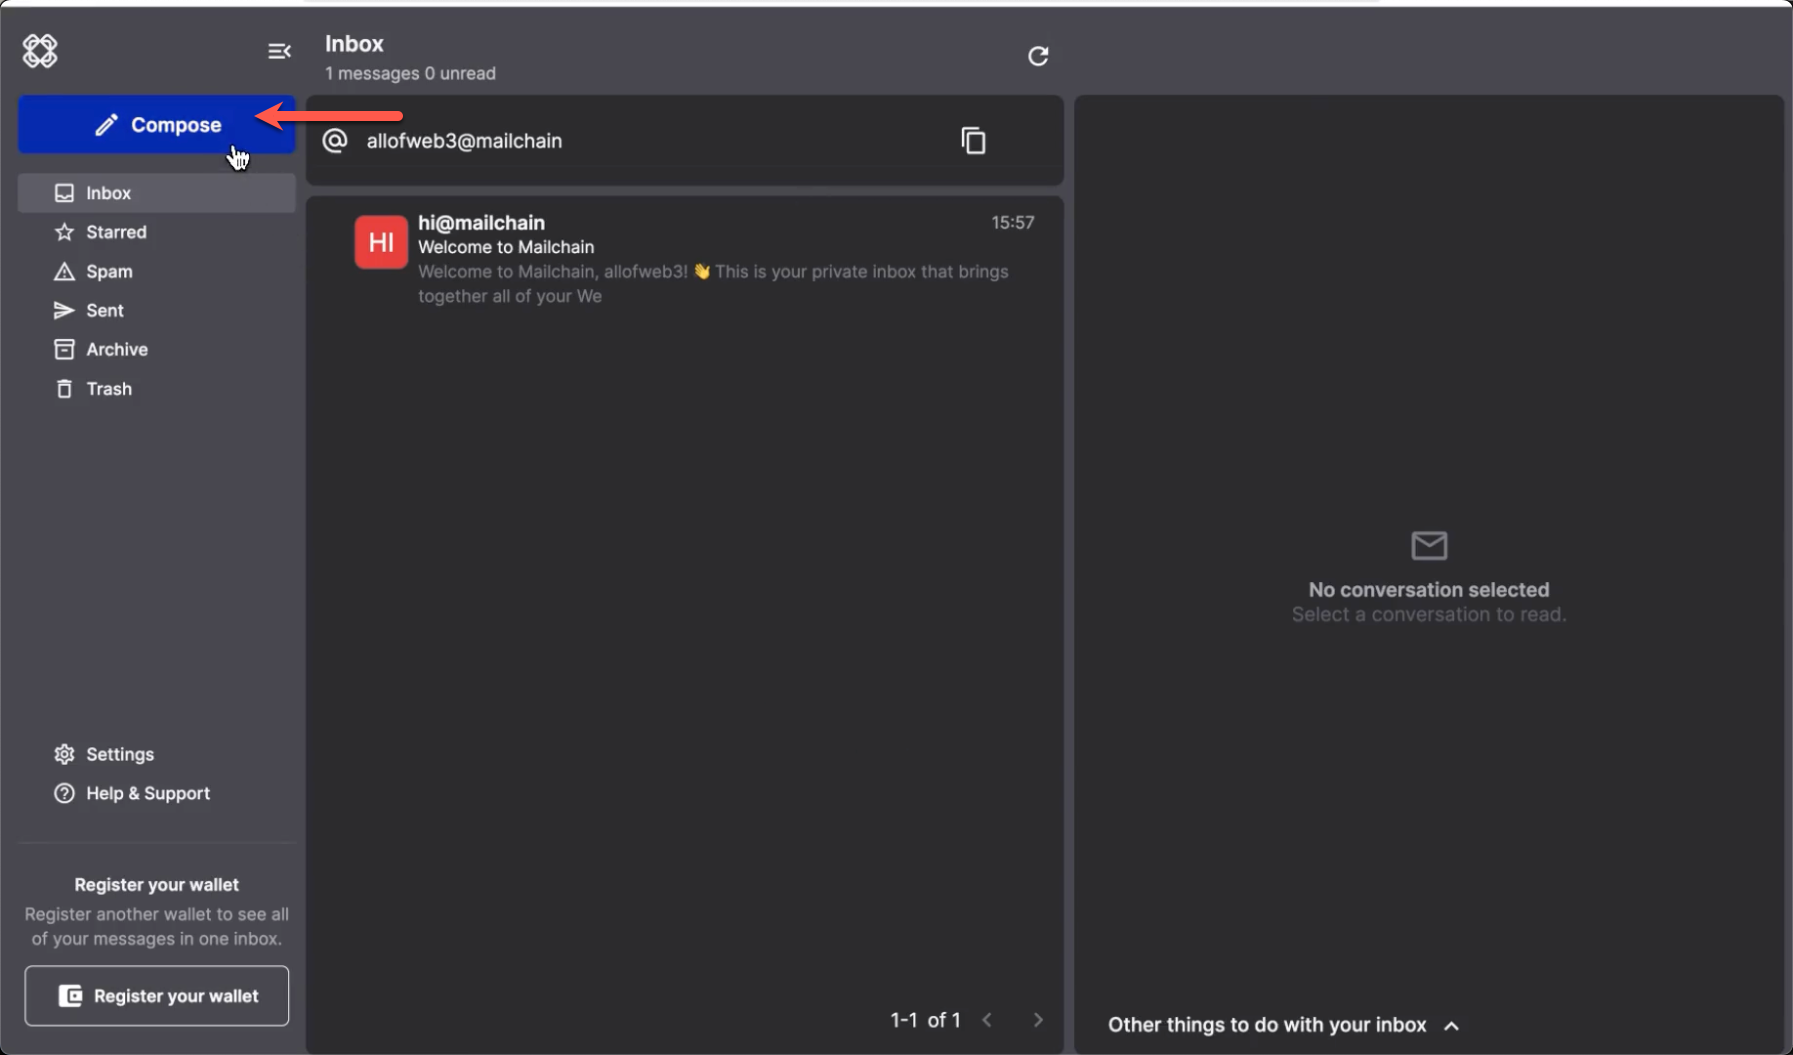 Inbox
1 messages 0 unread
Compose
allofweb3@mailchain
Inbox
Starred
Spam
Sent
Archive
Trash
HI
hi@mailchain
15:57
Welcome to Mailchain
Welcome to Mailchain, allofweb3! 👋 This is your private inbox that brings
together all of your We
No conversation selected
Select a conversation to read.
Settings
Help & Support
Register your wallet
Register another wallet to see all
of your messages in one inbox.
Register your wallet
1-1 of 1
Other things to do with your inbox